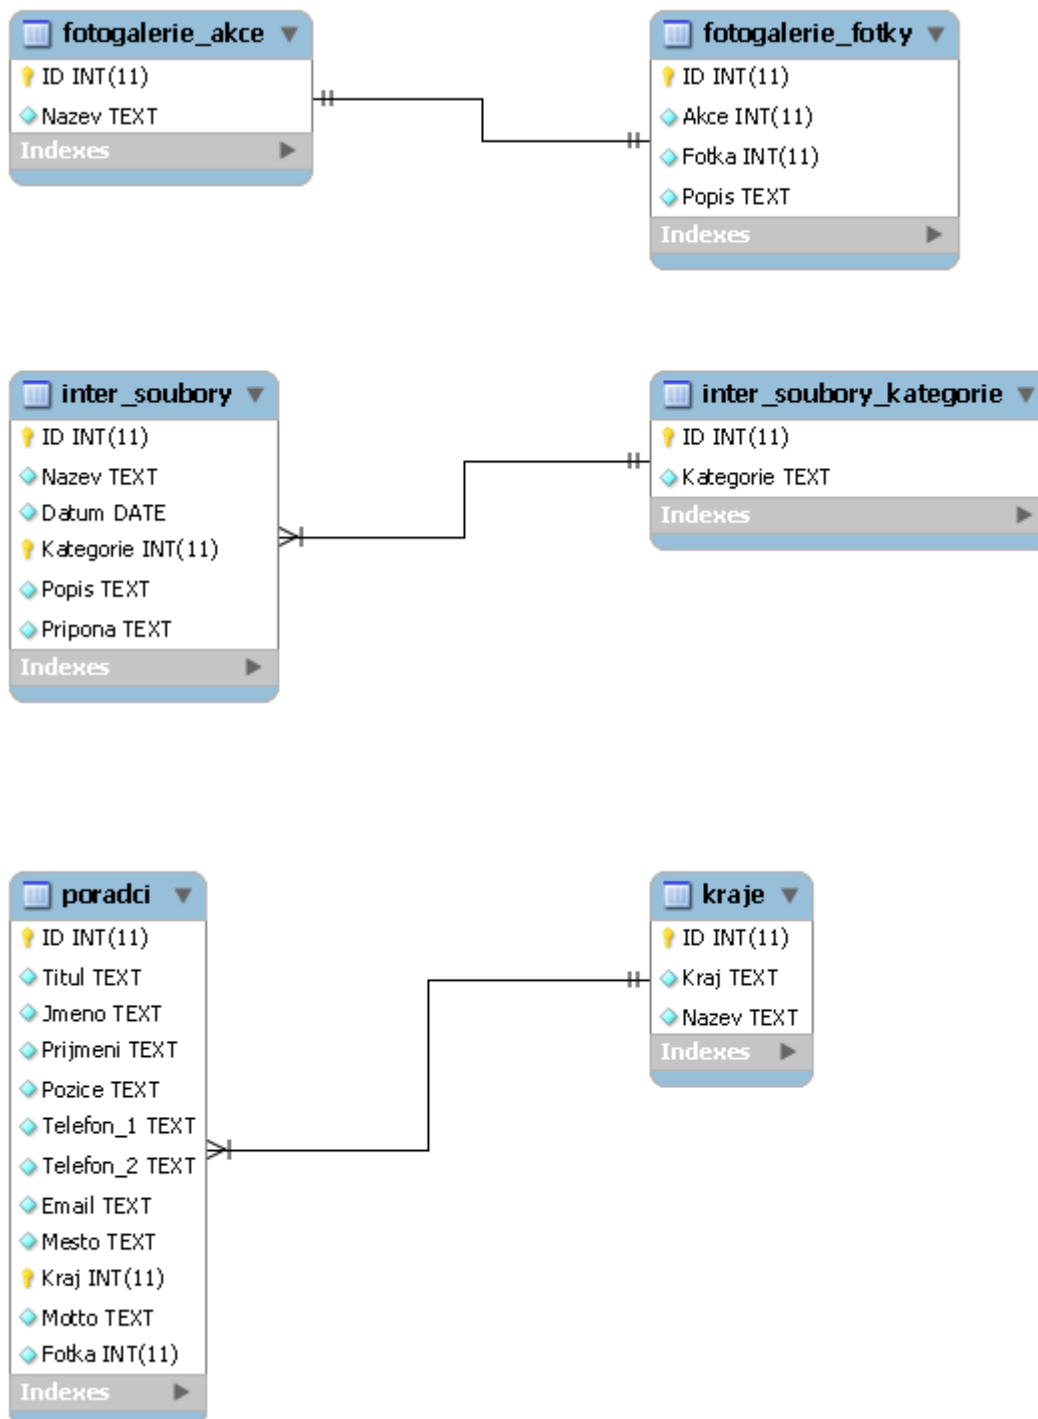 fotogalerie_akce
ID INT(11)
Nazev TEXT
Indexes
fotogalerie_fotky
ID INT(11)
Akce INT(11)
Fotka INT(11)
Popis TEXT
Indexes
inter_soubory
ID INT(11)
Nazev TEXT
Datum DATE
Kategorie INT(11)
Popis TEXT
Pripona TEXT
Indexes
inter_soubory_kategorie
ID INT(11)
Kategorie TEXT
Indexes
poradci
ID INT(11)
Titul TEXT
Jmeno TEXT
Prijmeni TEXT
Pozice TEXT
Telefon_1 TEXT
Telefon_2 TEXT
Email TEXT
Mesto TEXT
Kraj INT(11)
Motto TEXT
Fotka INT(11)
Indexes
kraje
ID INT(11)
Kraj TEXT
Nazev TEXT
Indexes